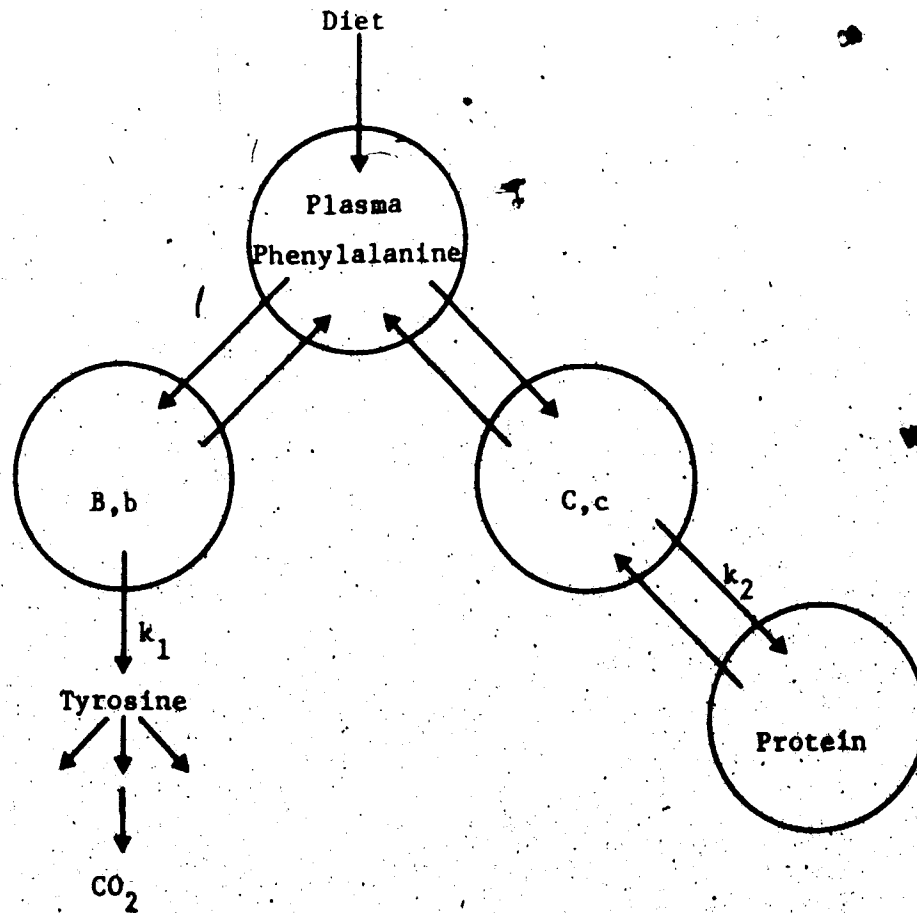 Diet
Plasma
Phenylalanine
B,b
C,c
k₂
k₁
Tyrosine
Protein
CO₂